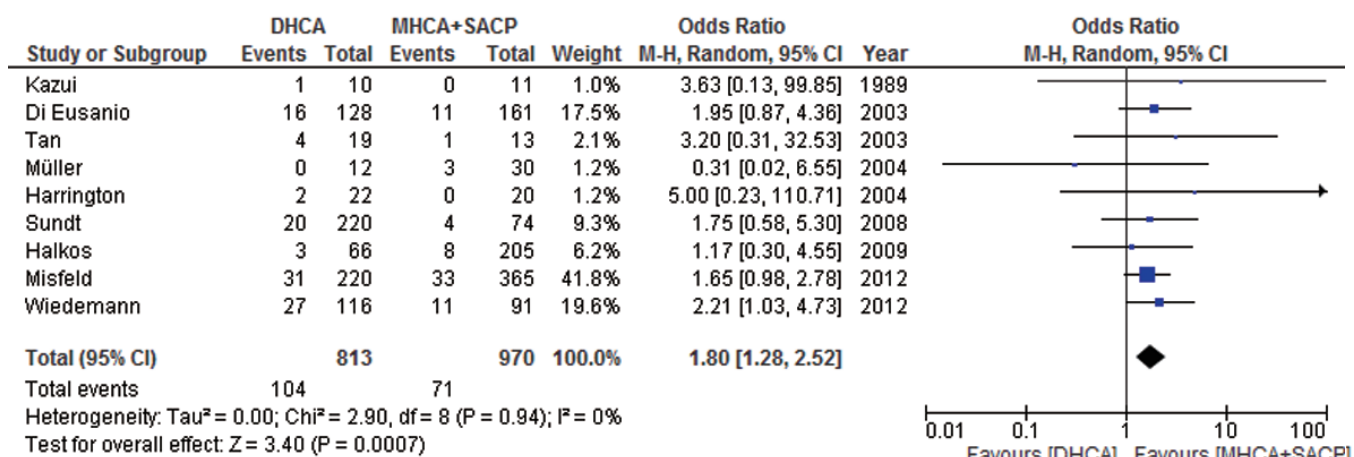 DHCA MHCA+SACP Odds Ratio Odds Ratio
Study or Subgroup Events Total Events Total Weight M-H, Random, 95% CI Year M-H, Random, 95% CI
Kazui 1 10 0 11 1.0% 3.63 [0.13, 99.85] 1989
Di Eusanio 16 128 11 161 17.5% 1.95 [0.87, 4.36] 2003
Tan 4 19 1 13 2.1% 3.20 [0.31, 32.53] 2003
Müller 0 12 3 30 1.2% 0.31 [0.02, 6.55] 2004
Harrington 2 22 0 20 1.2% 5.00 [0.23, 110.71] 2004
Sundt 20 220 4 74 9.3% 1.75 [0.58, 5.30] 2008
Halkos 3 66 8 205 6.2% 1.17 [0.30, 4.55] 2009
Misfeld 31 220 33 365 41.8% 1.65 [0.98, 2.78] 2012
Wiedemann 27 116 11 91 19.6% 2.21 [1.03, 4.73] 2012
Total (95% CI) 813 970 100.0% 1.80 [1.28, 2.52]
Total events 104 71
Heterogeneity: Tau² = 0.00; Chi² = 2.90, df = 8 (P = 0.94); I² = 0%
Test for overall effect: Z = 3.40 (P = 0.0007)
0.01 0.1 1 10 100
Favours [DHCA] Favours [MHCA+SACP]